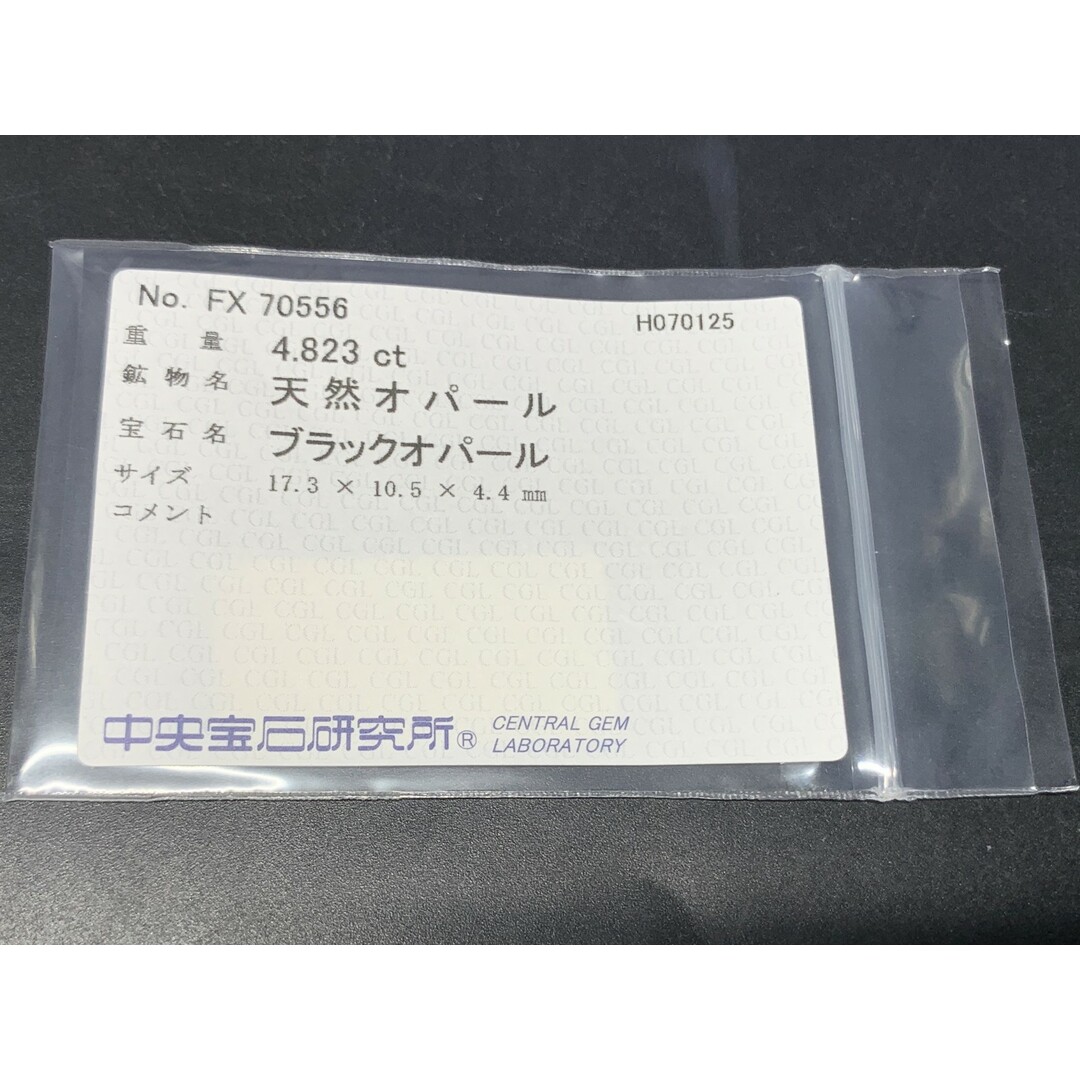 No. FX 70556 H070125
重 量 4.823 ct
鉱 物 名 天 然 オ パ ー ル
宝 石 名 ブラックオパール
サイズ 17.3 × 10.5 × 4.4 ㎜
コメント
中央宝石研究所® CENTRAL GEM
LABORATORY